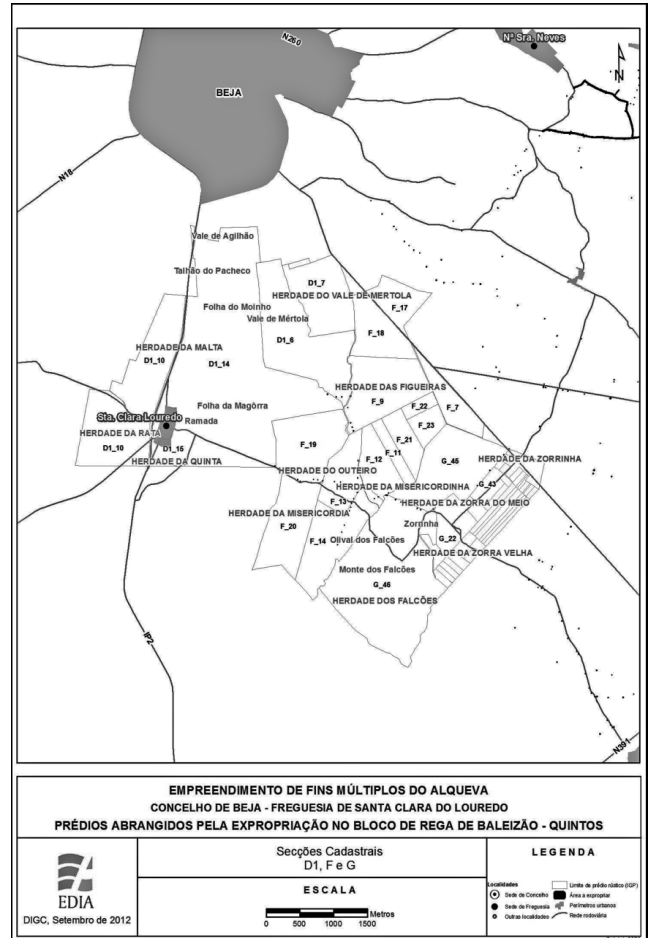 N260
Nª Sra. Neves
N
BEJA
N18
Vale de Agilhão
Talhão do Pacheco
D1_7
HERDADE DO VALE DE MERTOLA
Folha do Moinho
F_17
Vale de Mértola
F_18
D1_6
HERDADE DA MALTA
D1_10
D1_14
HERDADE DAS FIGUEIRAS
F_9
Folha da Magôrra
F_22
F_7
Sta. Clara Louredo
Ramada
F_23
HERDADE DA RATA
F_21
F_19
D1_10
D1_15
F_11
F_12
G_45
HERDADE DA ZORRINHA
HERDADE DA QUINTA
HERDADE DO OUTEIRO
G_43
HERDADE DA MISERICORDINHA
F_13
HERDADE DA ZORRA DO MEIO
HERDADE DA MISERICORDIA
F_20
Zorrinha
F_14
Olival dos Falcões
G_22
HERDADE DA ZORRA VELHA
Monte dos Falcões
G_46
HERDADE DOS FALCÕES
IP2
N391
EMPREENDIMENTO DE FINS MÚLTIPLOS DO ALQUEVA
CONCELHO DE BEJA - FREGUESIA DE SANTA CLARA DO LOUREDO
PRÉDIOS ABRANGIDOS PELA EXPROPRIAÇÃO NO BLOCO DE REGA DE BALEIZÃO - QUINTOS
EDIA
DIGC, Setembro de 2012
Secções Cadastrais
D1, F e G
ESCALA
Metros
0 500 1000 1500
LEGENDA
Localidades
Sede de Concelho
Sede de Freguesia
Outras localidades
Limite de prédio rústico (IGP)
Área a expropriar
Perímetros urbanos
Rede rodoviária